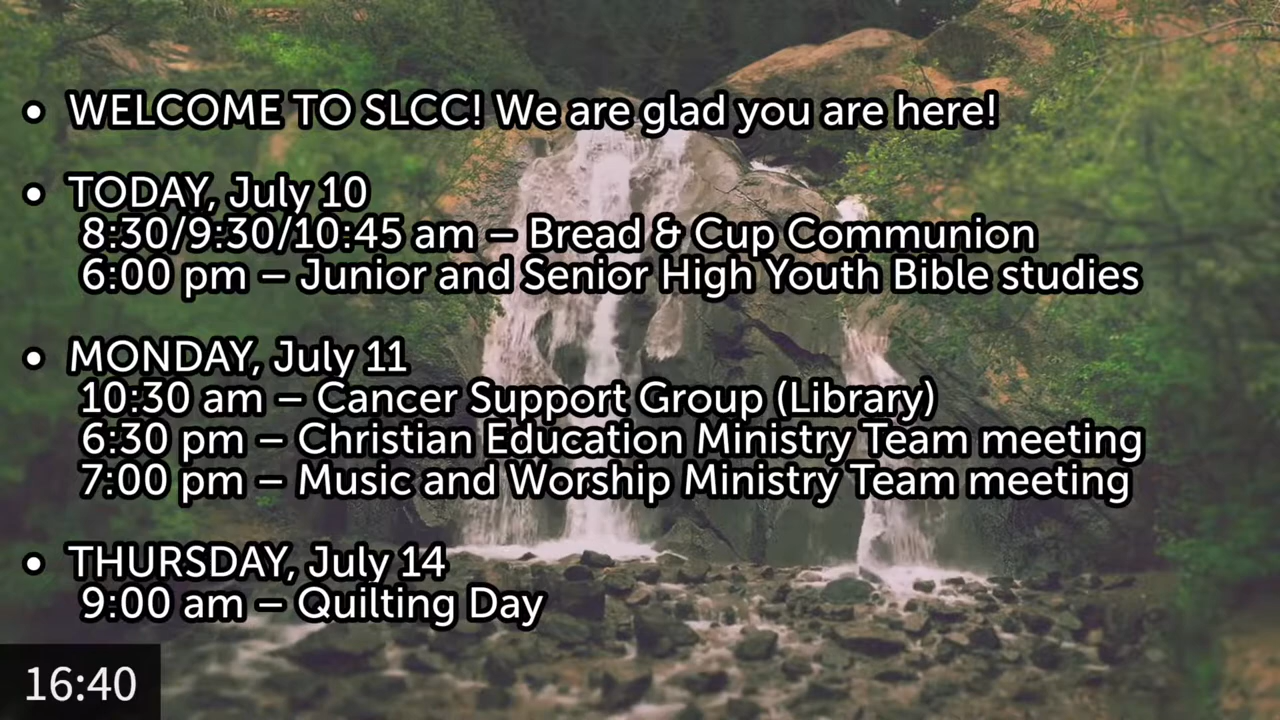 • WELCOME TO SLCC! We are glad you are here!
• TODAY, July 10
8:30/9:30/10:45 am – Bread & Cup Communion
6:00 pm – Junior and Senior High Youth Bible studies
• MONDAY, July 11
10:30 am – Cancer Support Group (Library)
6:30 pm – Christian Education Ministry Team meeting
7:00 pm – Music and Worship Ministry Team meeting
• THURSDAY, July 14
9:00 am – Quilting Day
16:40